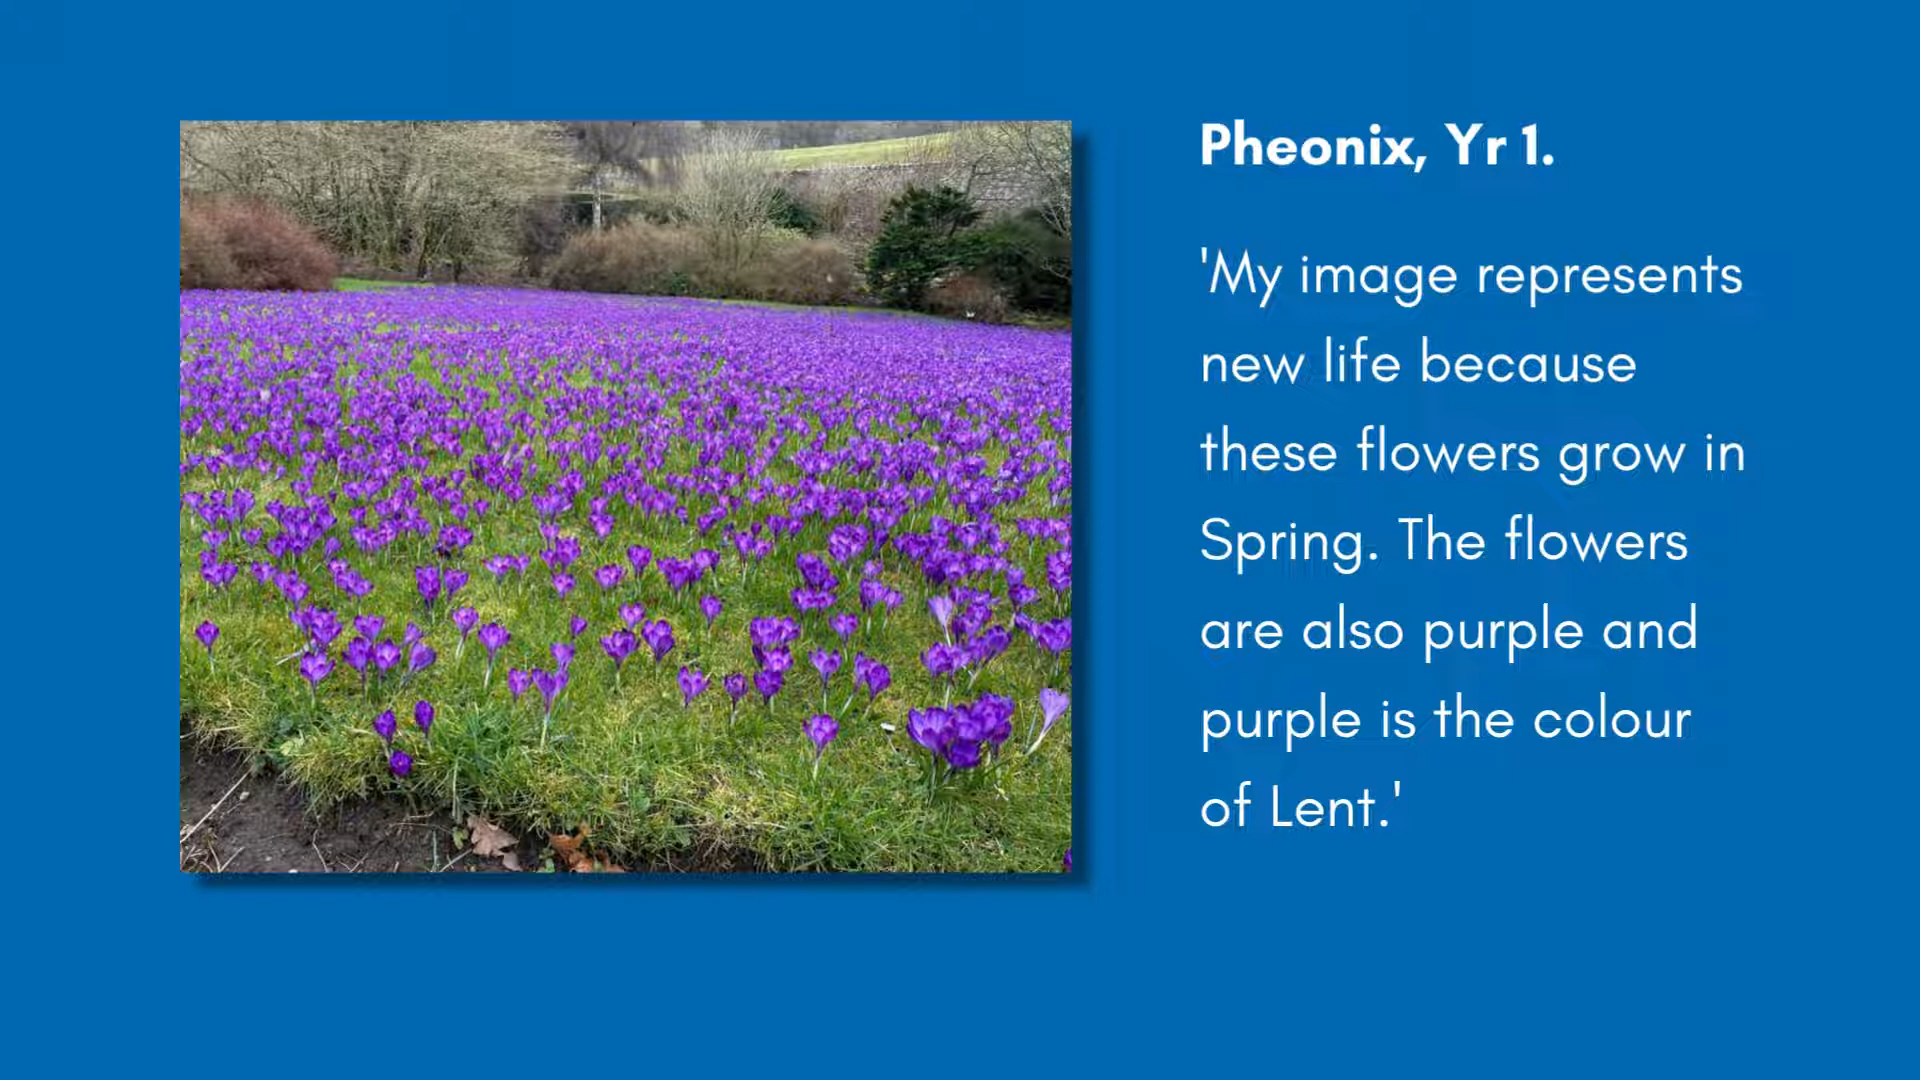 Pheonix, Yr 1.
'My image represents
new life because
these flowers grow in
Spring. The flowers
are also purple and
purple is the colour
of Lent.'